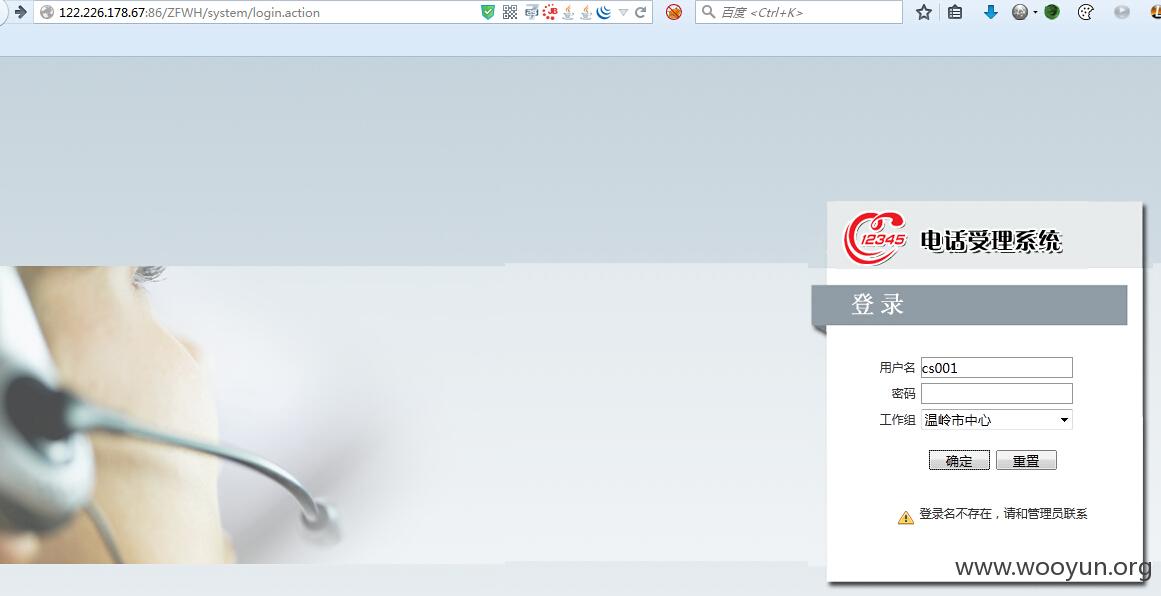 122.226.178.67:86/ZFWH/system/login.action
百度 <Ctrl+K>
12345 电话受理系统
登 录
用户名 cs001
密码
工作组 温岭市中心
确定 重置
登录名不存在，请和管理员联系
www.wooyun.org